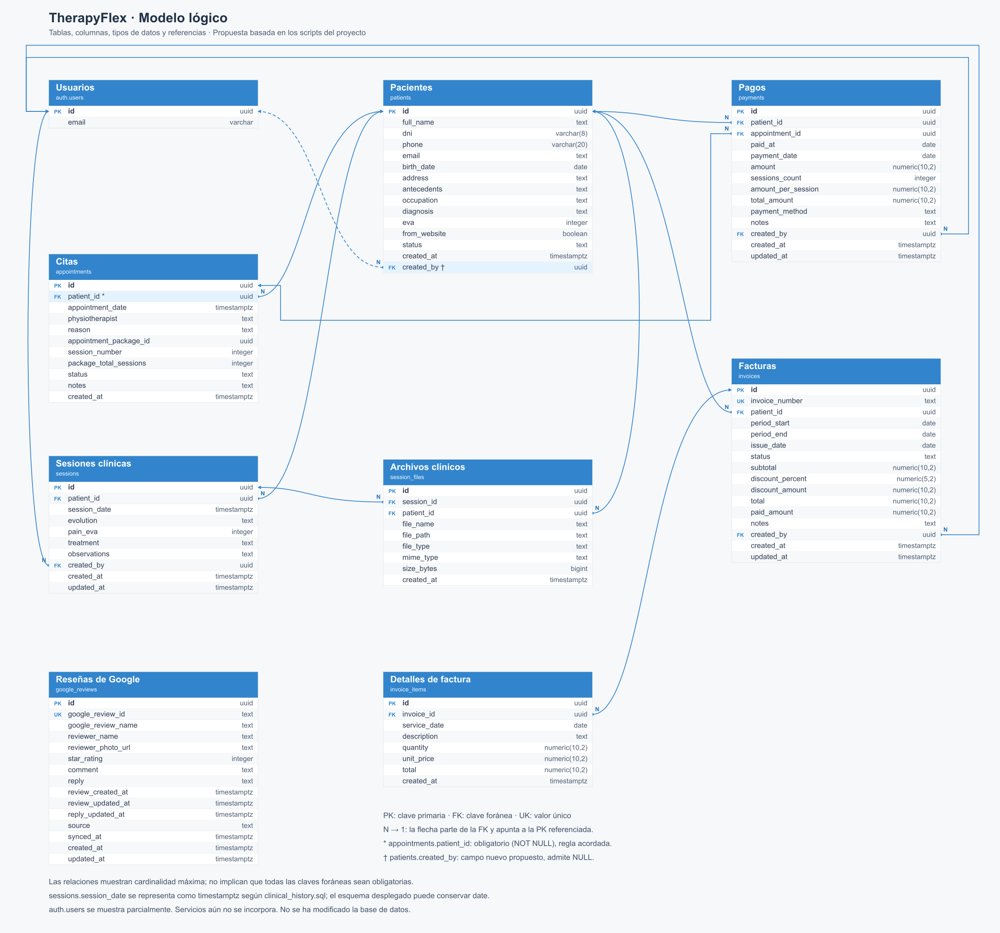 TherapyFlex · Modelo lógico
Tablas, columnas, tipos de datos y referencias · Propuesta basada en los scripts del proyecto
Usuarios
auth.users
PK id uuid
email varchar
Pacientes
patients
PK id uuid
full_name text
dni varchar(8)
phone varchar(20)
email text
birth_date date
address text
antecedents text
occupation text
diagnosis text
eva integer
from_website boolean
status text
created_at timestamptz
N FK created_by † uuid
Pagos
payments
PK id uuid
N FK patient_id uuid
N FK appointment_id uuid
paid_at date
payment_date date
amount numeric(10,2)
sessions_count integer
amount_per_session numeric(10,2)
total_amount numeric(10,2)
payment_method text
notes text
FK created_by uuid N
created_at timestamptz
updated_at timestamptz
Citas
appointments
PK id uuid
FK patient_id * uuid N
appointment_date timestamptz
physiotherapist text
reason text
appointment_package_id uuid
session_number integer
package_total_sessions integer
status text
notes text
created_at timestamptz
Facturas
invoices
PK id uuid
UK invoice_number text
N FK patient_id uuid
period_start date
period_end date
issue_date date
status text
subtotal numeric(10,2)
discount_percent numeric(5,2)
discount_amount numeric(10,2)
total numeric(10,2)
paid_amount numeric(10,2)
notes text
FK created_by uuid N
created_at timestamptz
updated_at timestamptz
Sesiones clínicas
sessions
PK id uuid
FK patient_id uuid N
session_date timestamptz
evolution text
pain_eva integer
treatment text
observations text
N FK created_by uuid
created_at timestamptz
updated_at timestamptz
Archivos clínicos
session_files
PK id uuid
N FK session_id uuid
FK patient_id uuid N
file_name text
file_path text
file_type text
mime_type text
size_bytes bigint
created_at timestamptz
Reseñas de Google
google_reviews
PK id uuid
UK google_review_id text
google_review_name text
reviewer_name text
reviewer_photo_url text
star_rating integer
comment text
reply text
review_created_at timestamptz
review_updated_at timestamptz
reply_updated_at timestamptz
source text
synced_at timestamptz
created_at timestamptz
updated_at timestamptz
Detalles de factura
invoice_items
PK id uuid
FK invoice_id uuid N
service_date date
description text
quantity numeric(10,2)
unit_price numeric(10,2)
total numeric(10,2)
created_at timestamptz
PK: clave primaria · FK: clave foránea · UK: valor único
N → 1: la flecha parte de la FK y apunta a la PK referenciada.
* appointments.patient_id: obligatorio (NOT NULL), regla acordada.
† patients.created_by: campo nuevo propuesto, admite NULL.
Las relaciones muestran cardinalidad máxima; no implican que todas las claves foráneas sean obligatorias.
sessions.session_date se representa como timestamptz según clinical_history.sql; el esquema desplegado puede conservar date.
auth.users se muestra parcialmente. Servicios aún no se incorpora. No se ha modificado la base de datos.